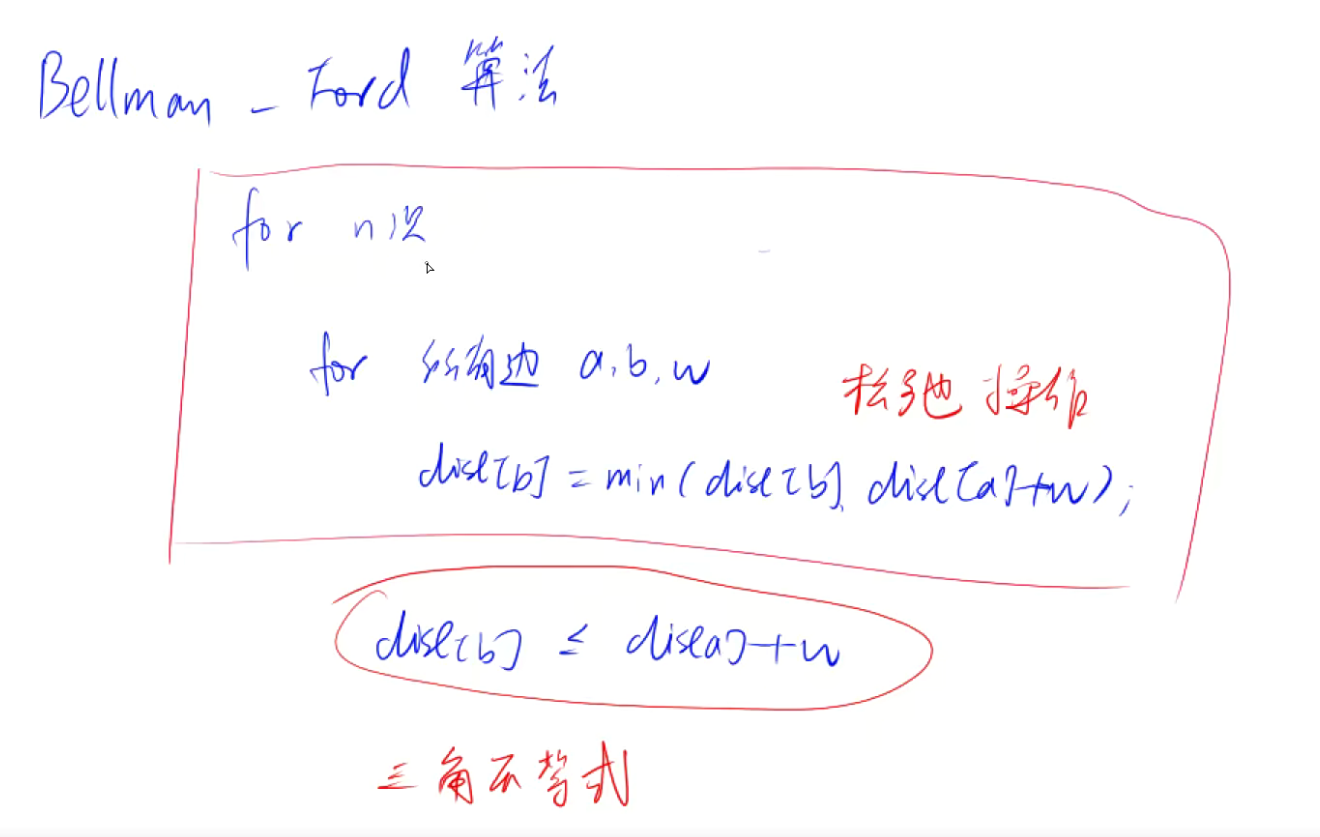 Bellman - Ford 算法
for n次
for 所有边 a,b,w
松弛操作
dist[b] = min(dist[b], dist[a]+w);
dist[b] ≤ dist[a]+w
三角不等式